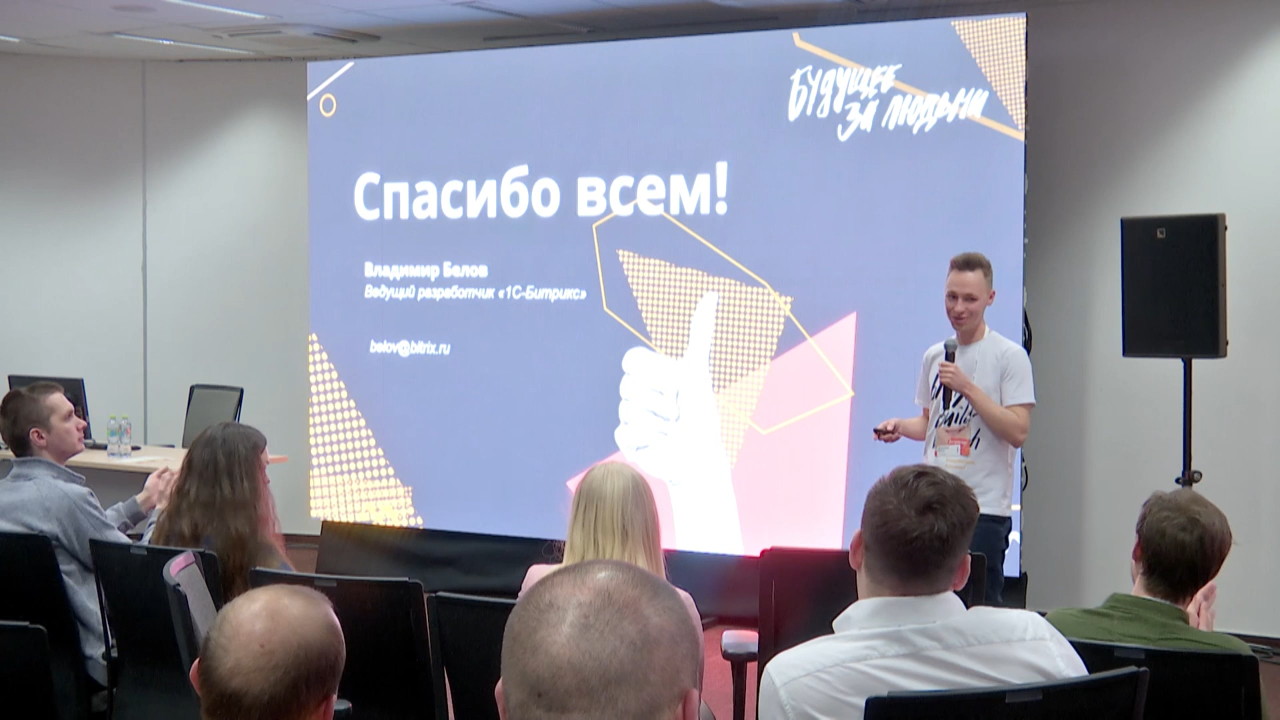 Будущее
за людьми
Спасибо всем!
Владимир Белов
Ведущий разработчик «1С-Битрикс»
belov@bitrix.ru